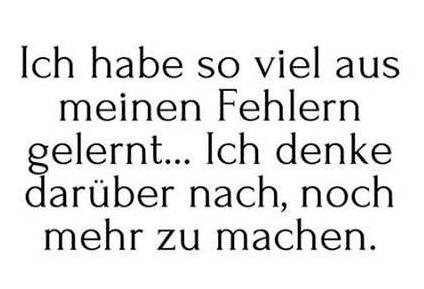 Ich habe so viel aus
meinen Fehlern
gelernt... Ich denke
darüber nach, noch
mehr zu machen.